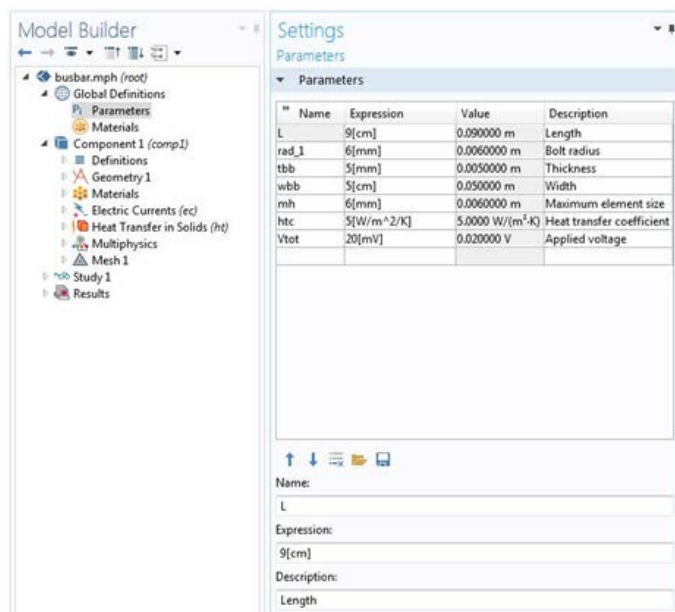 Model Builder
busbar.mph (root)
Global Definitions
Pi Parameters
Materials
Component 1 (comp1)
Definitions
Geometry 1
Materials
Electric Currents (ec)
Heat Transfer in Solids (ht)
Multiphysics
Mesh 1
Study 1
Results
Settings
Parameters
Parameters
Name Expression Value Description
L 9[cm] 0.090000 m Length
rad_1 6[mm] 0.0060000 m Bolt radius
tbb 5[mm] 0.0050000 m Thickness
wbb 5[cm] 0.050000 m Width
mh 6[mm] 0.0060000 m Maximum element size
htc 5[W/m^2/K] 5.0000 W/(m²·K) Heat transfer coefficient
Vtot 20[mV] 0.020000 V Applied voltage
Name:
L
Expression:
9[cm]
Description:
Length